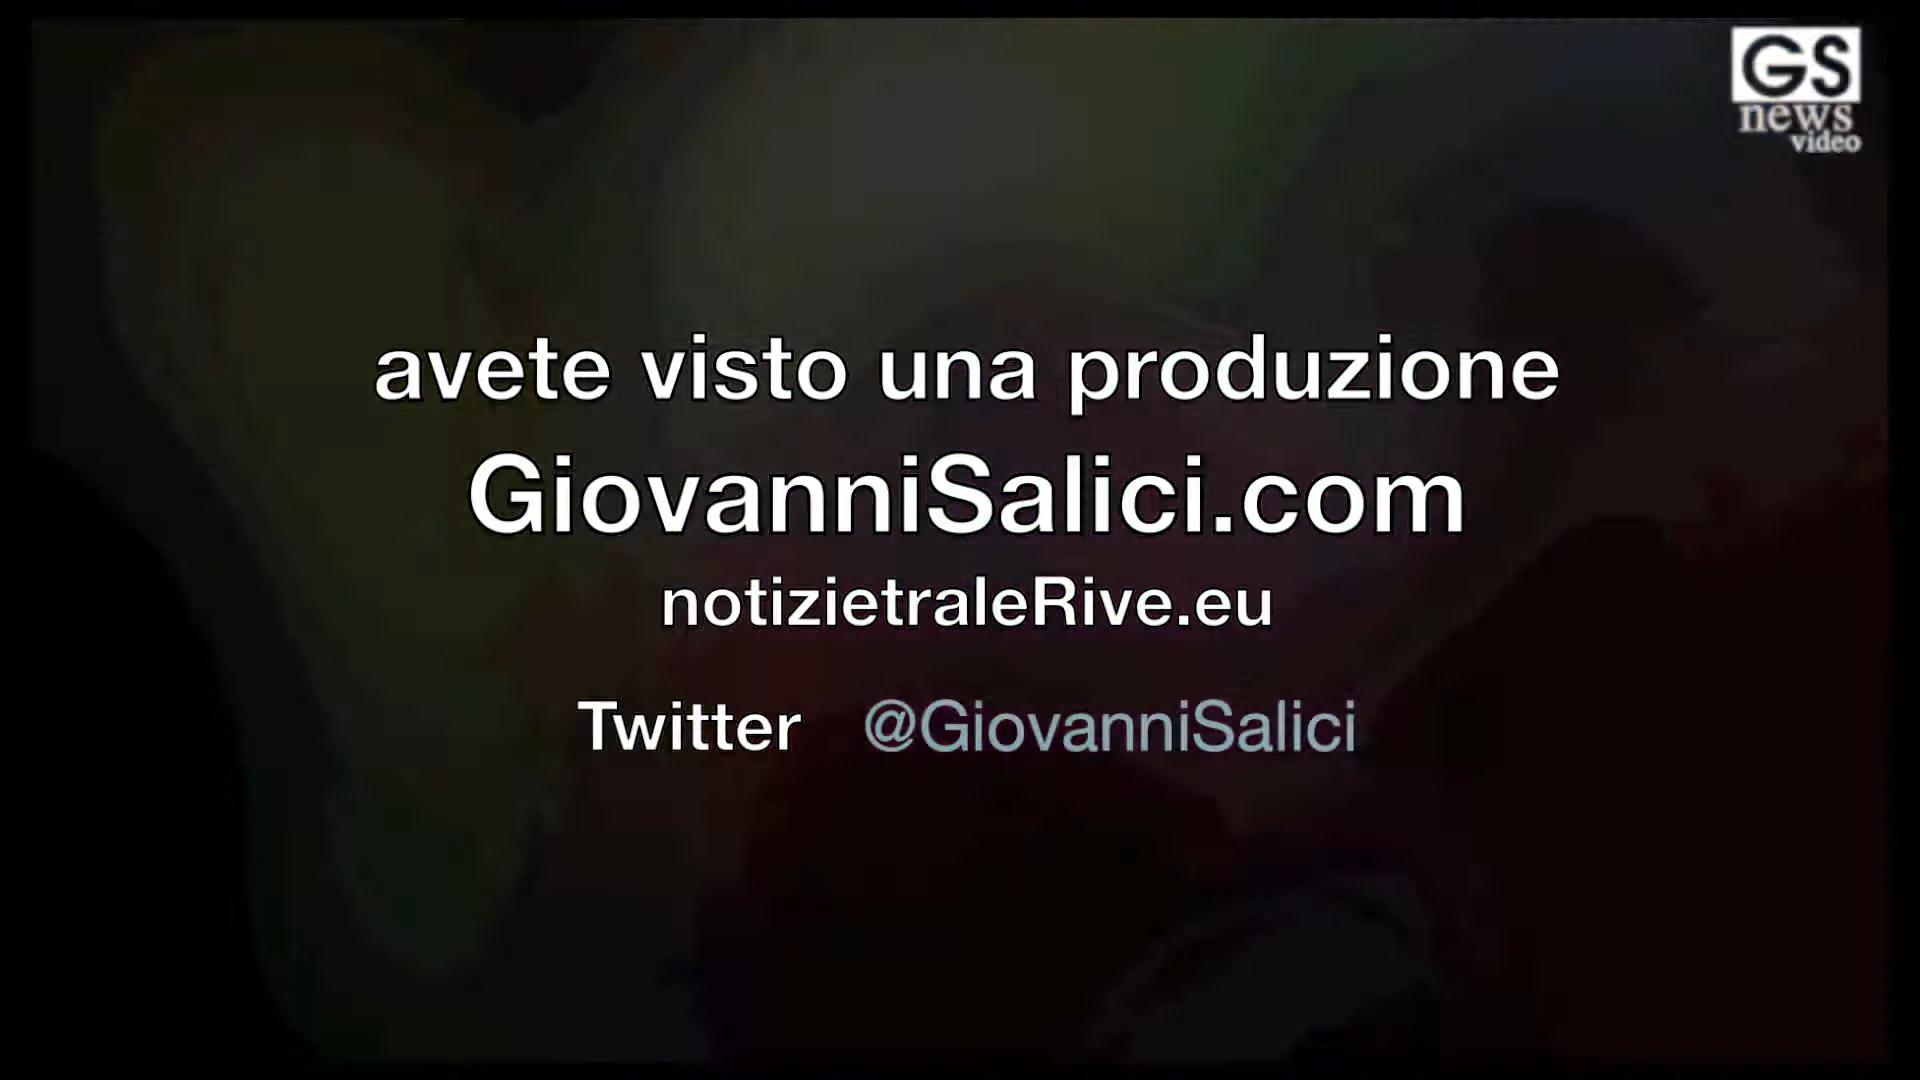 GS
news
video
avete visto una produzione
GiovanniSalici.com
notizietraleRive.eu
Twitter @GiovanniSalici